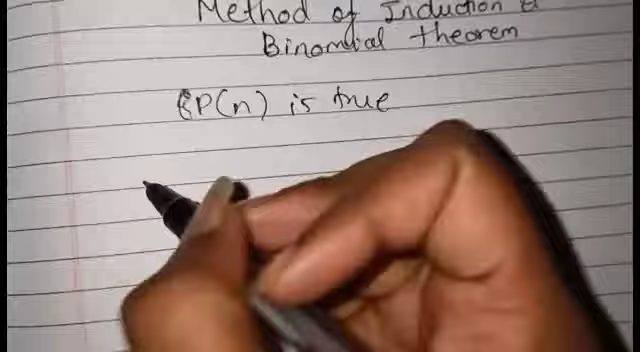 Method of Induction &
Binomial theorem
P(n) is true